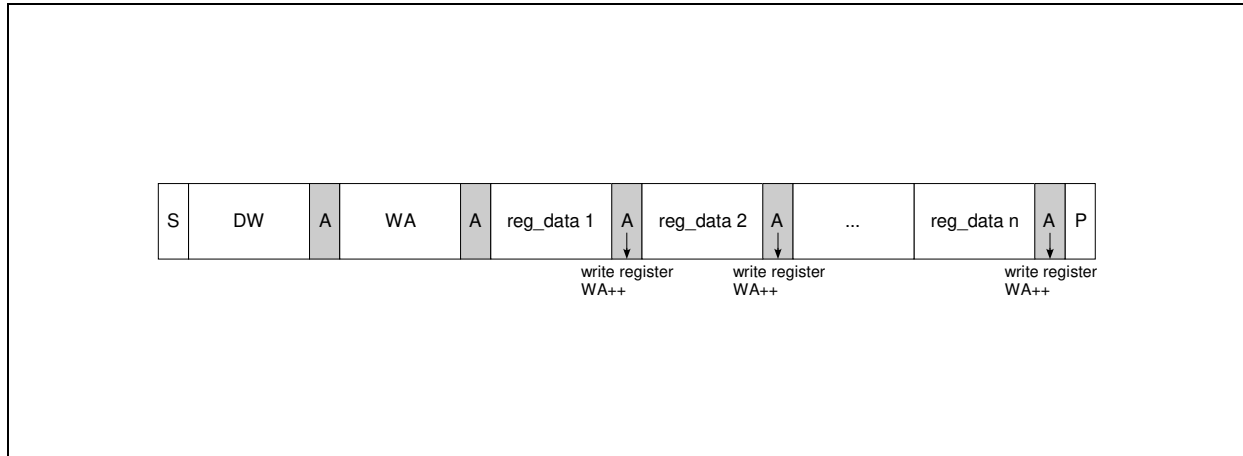 S DW A WA A reg_data 1 A reg_data 2 A ... reg_data n A P
write register write register write register
WA++ WA++ WA++